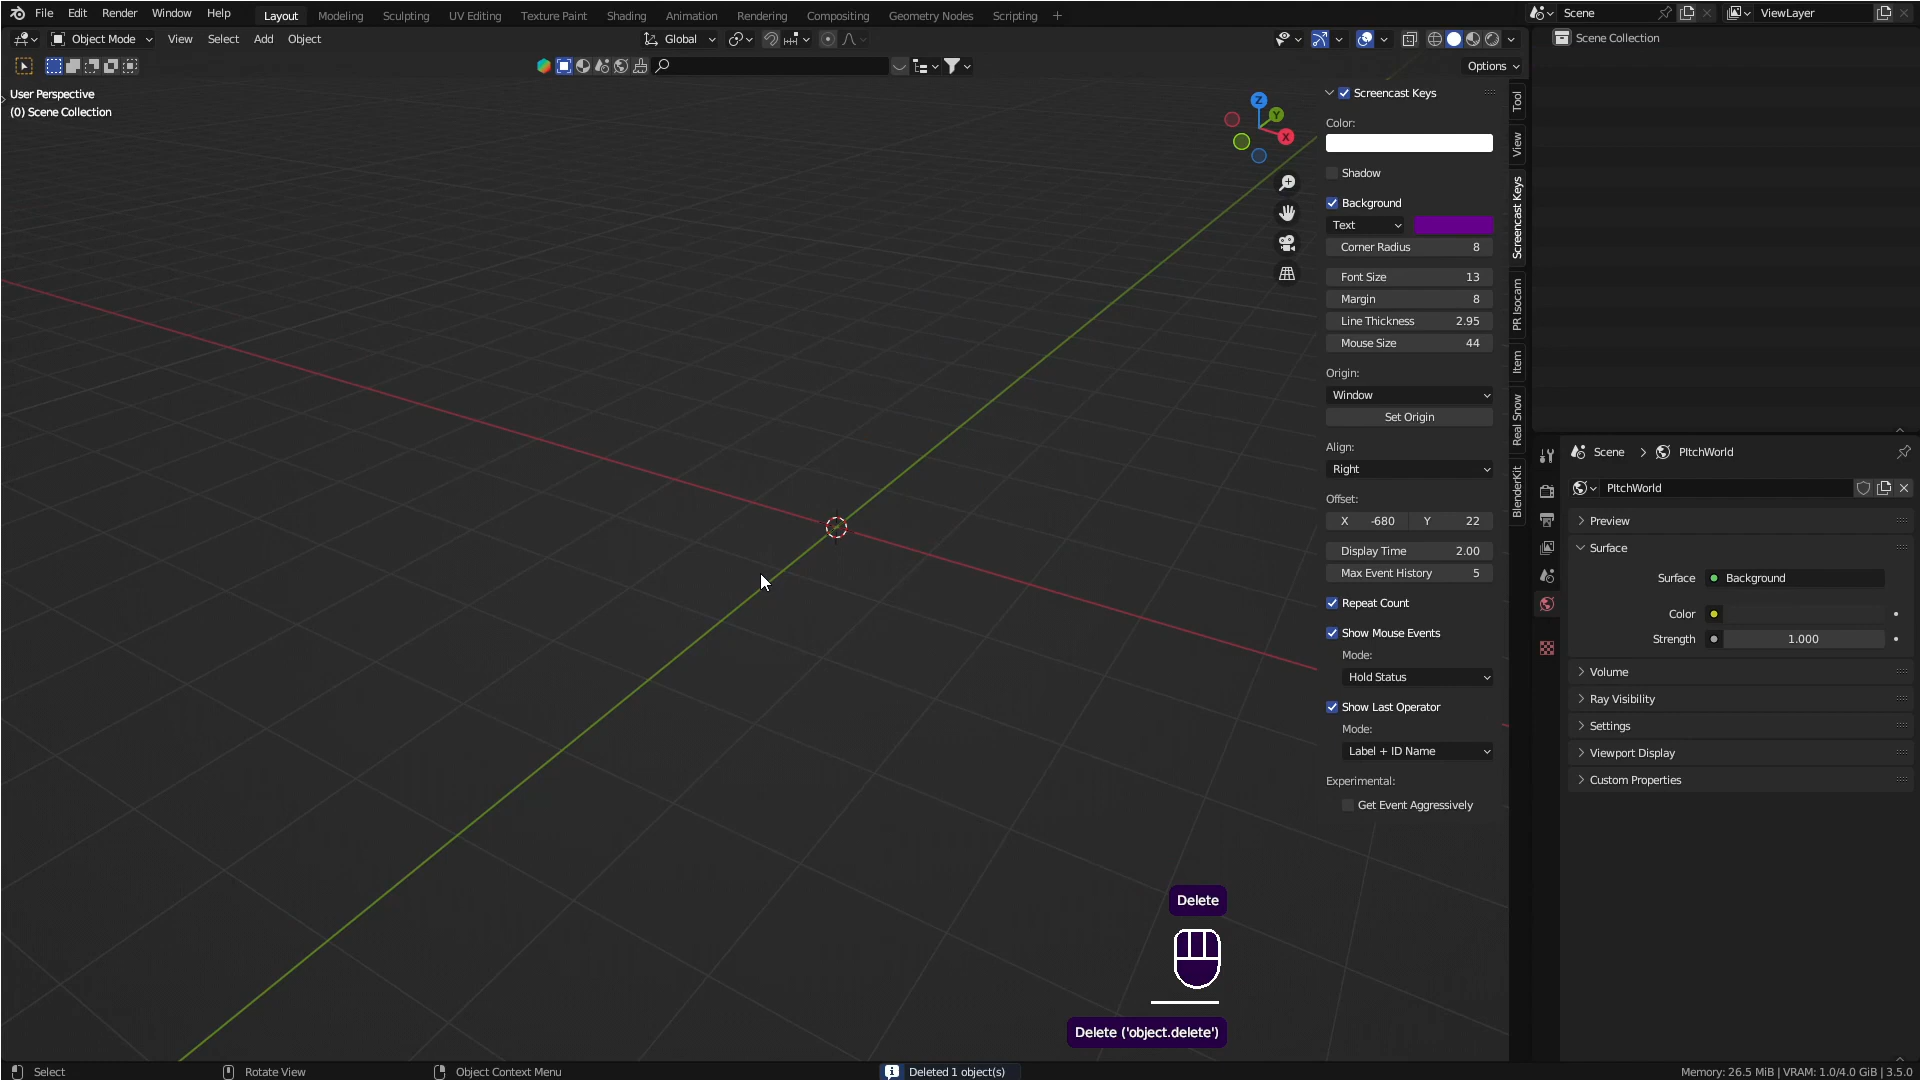 File Edit Render Window Help
Layout Modeling Sculpting UV Editing Texture Paint Shading Animation Rendering Compositing Geometry Nodes Scripting +
Scene ViewLayer
Object Mode View Select Add Object
Global
Scene Collection
Options
User Perspective
(0) Scene Collection
Z
Y
X
Screencast Keys
Color:
Shadow
Background
Text
Corner Radius 8
Font Size 13
Margin 8
Line Thickness 2.95
Mouse Size 44
Origin:
Window
Set Origin
Align:
Right
Offset:
X -680 Y 22
Display Time 2.00
Max Event History 5
Repeat Count
Show Mouse Events
Mode:
Hold Status
Show Last Operator
Mode:
Label + ID Name
Experimental:
Get Event Aggressively
Tool
View
Screencast Keys
PR Isocam
Item
Real Snow
BlenderKit
Scene PItchWorld
PItchWorld
Preview
Surface
Surface Background
Color
Strength 1.000
Volume
Ray Visibility
Settings
Viewport Display
Custom Properties
Delete
Delete ('object.delete')
Select
Rotate View
Object Context Menu
Deleted 1 object(s)
Memory: 26.5 MiB | VRAM: 1.0/4.0 GiB | 3.5.0